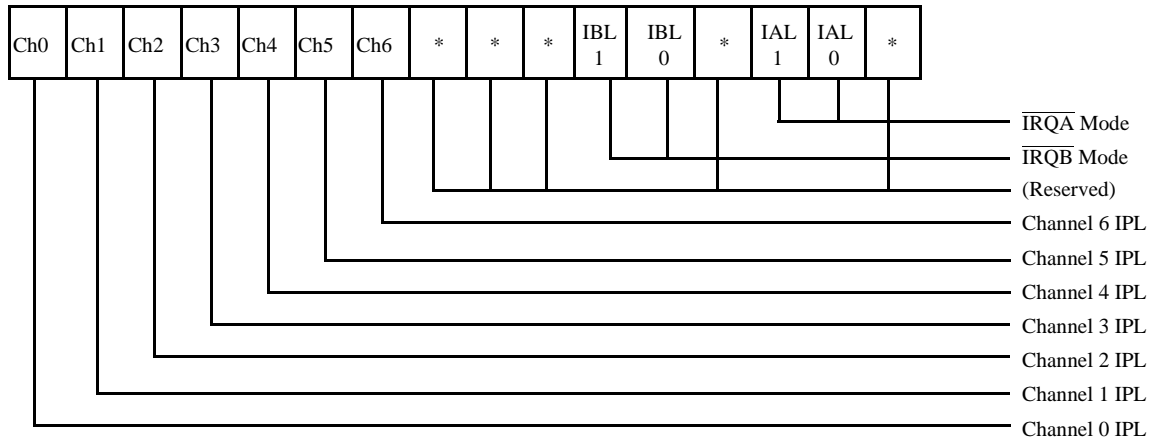 Ch0 Ch1 Ch2 Ch3 Ch4 Ch5 Ch6 * * * IBL 1 IBL 0 * IAL 1 IAL 0 *
IRQA Mode
IRQB Mode
(Reserved)
Channel 6 IPL
Channel 5 IPL
Channel 4 IPL
Channel 3 IPL
Channel 2 IPL
Channel 1 IPL
Channel 0 IPL